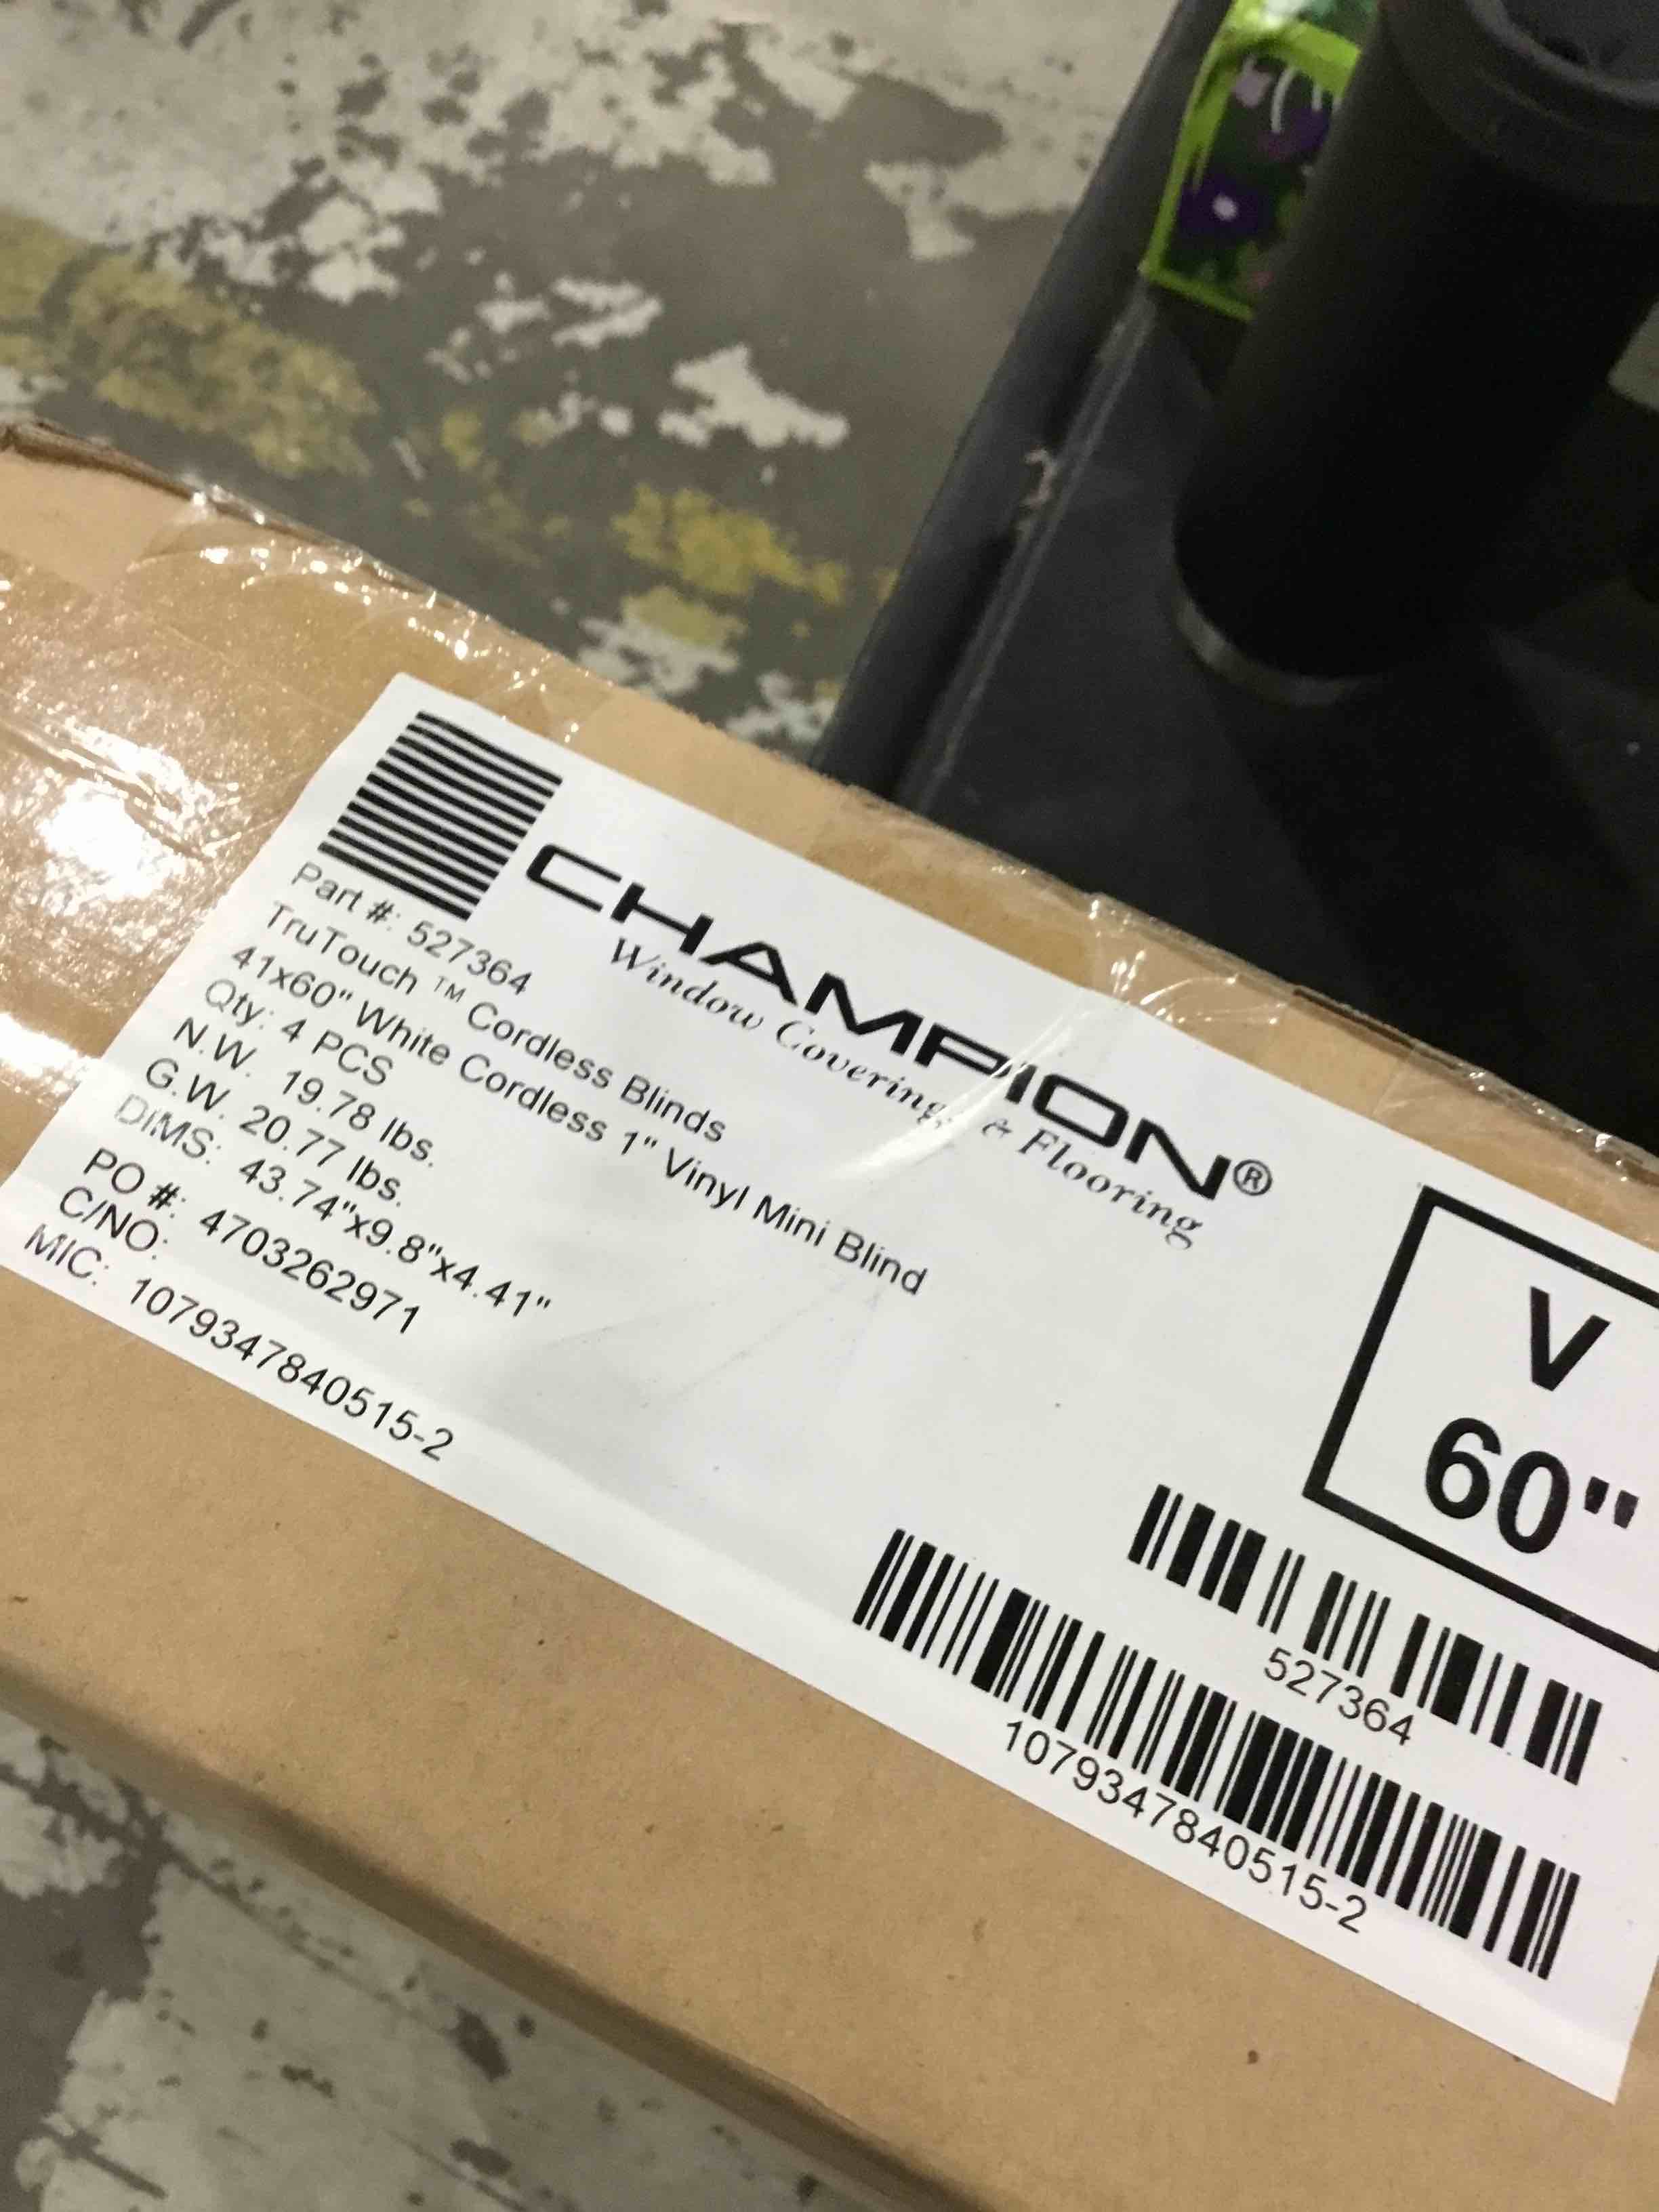 CHAMPION®
Window Coverings & Flooring
Part #: 527364
TruTouch ™ Cordless Blinds
41x60" White Cordless 1" Vinyl Mini Blind
Qty: 4 PCS
N.W. 19.78 lbs.
G.W. 20.77 lbs.
DIMS: 43.74"x9.8"x4.41"
PO #: 4703262971
C/NO:
MIC: 1079347840515-2
V
60"
527364
1079347840515-2